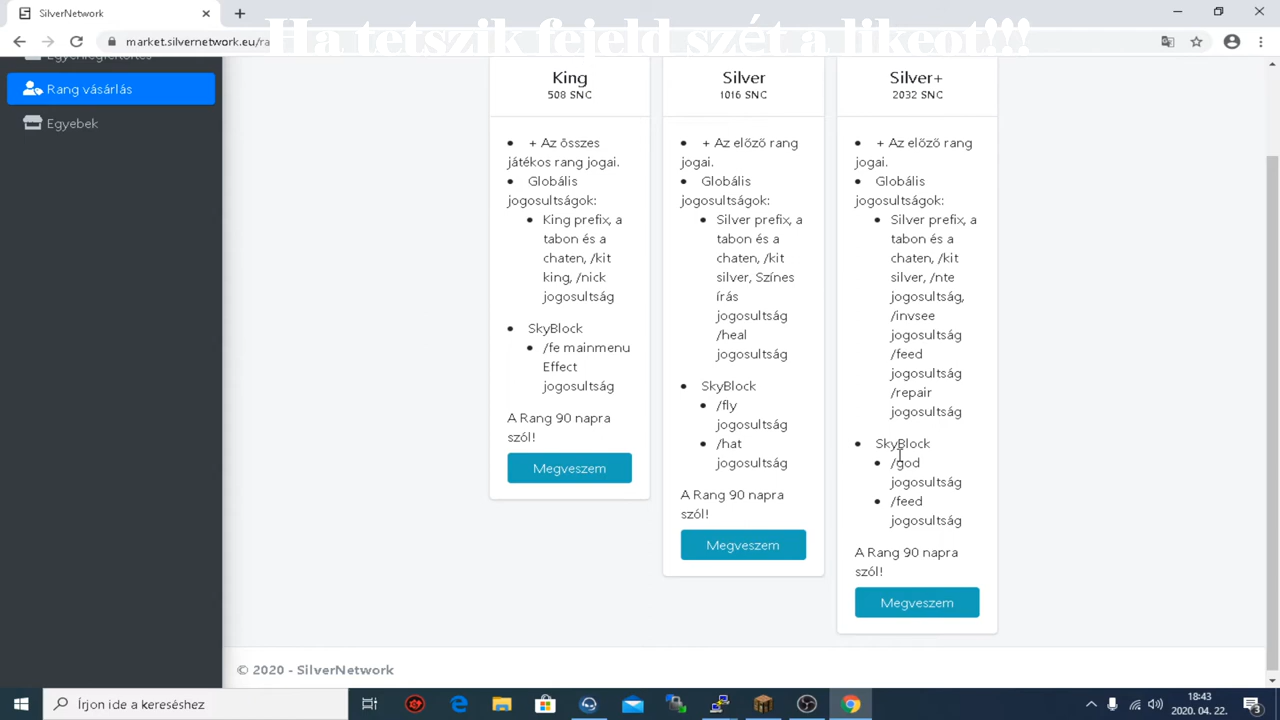 SilverNetwork
Ha tetszik fejeld szét a likeot!!!
market.silvernetwork.eu/ra
Egyenlegfeltöltés
Rang vásárlás
Egyebek
King
508 SNC
+ Az összes
játékos rang jogai.
Globális
jogosultságok:
King prefix, a
tabon és a
chaten, /kit
king, /nick
jogosultság
SkyBlock
/fe mainmenu
Effect
jogosultság
A Rang 90 napra
szól!
Megveszem
Silver
1016 SNC
+ Az előző rang
jogai.
Globális
jogosultságok:
Silver prefix, a
tabon és a
chaten, /kit
silver, Színes
írás
jogosultság
/heal
jogosultság
SkyBlock
/fly
jogosultság
/hat
jogosultság
A Rang 90 napra
szól!
Megveszem
Silver+
2032 SNC
+ Az előző rang
jogai.
Globális
jogosultságok:
Silver prefix, a
tabon és a
chaten, /kit
silver, /nte
jogosultság,
/invsee
jogosultság
/feed
jogosultság
/repair
jogosultság
SkyBlock
/god
jogosultság
/feed
jogosultság
A Rang 90 napra
szól!
Megveszem
© 2020 - SilverNetwork
Írjon ide a kereséshez
18:43
2020. 04. 22.
3